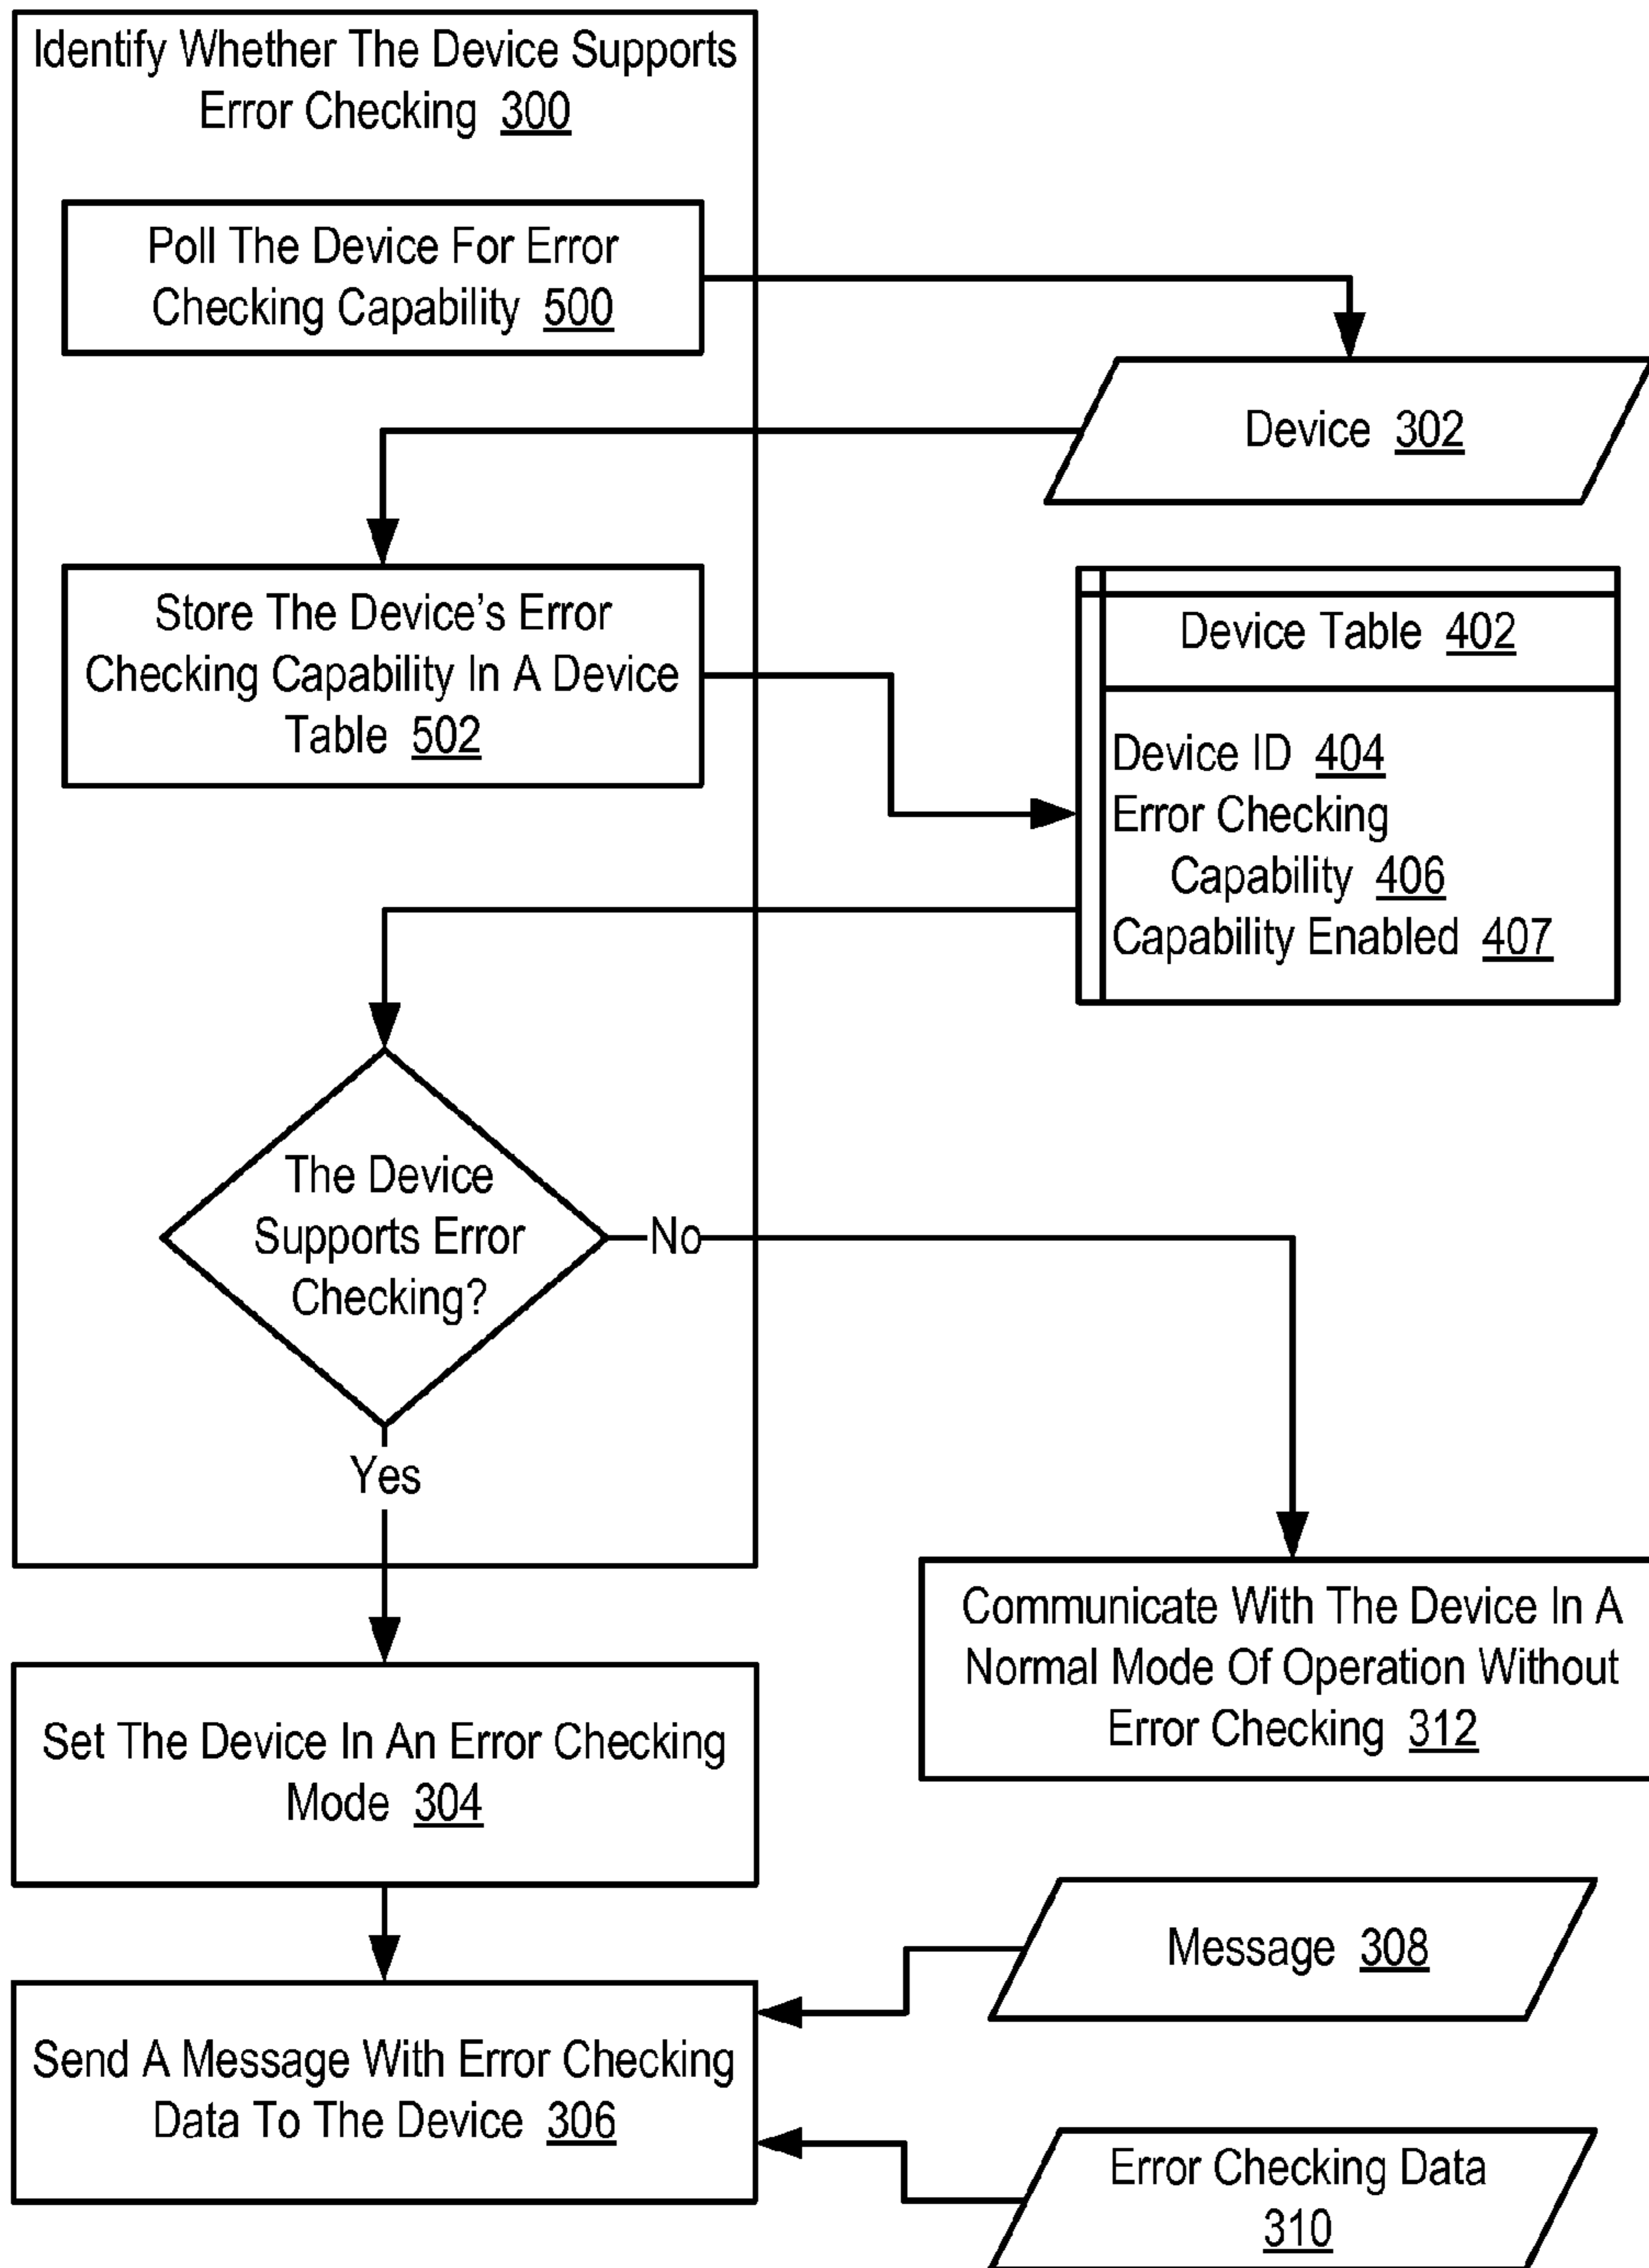 Identify Whether The Device Supports
Error Checking 300
Poll The Device For Error
Checking Capability 500
Device 302
Store The Device's Error
Checking Capability In A Device
Table 502
Device Table 402
Device ID 404
Error Checking
Capability 406
Capability Enabled 407
The Device
Supports Error
Checking?
No
Yes
Communicate With The Device In A
Normal Mode Of Operation Without
Error Checking 312
Set The Device In An Error Checking
Mode 304
Message 308
Send A Message With Error Checking
Data To The Device 306
Error Checking Data
310